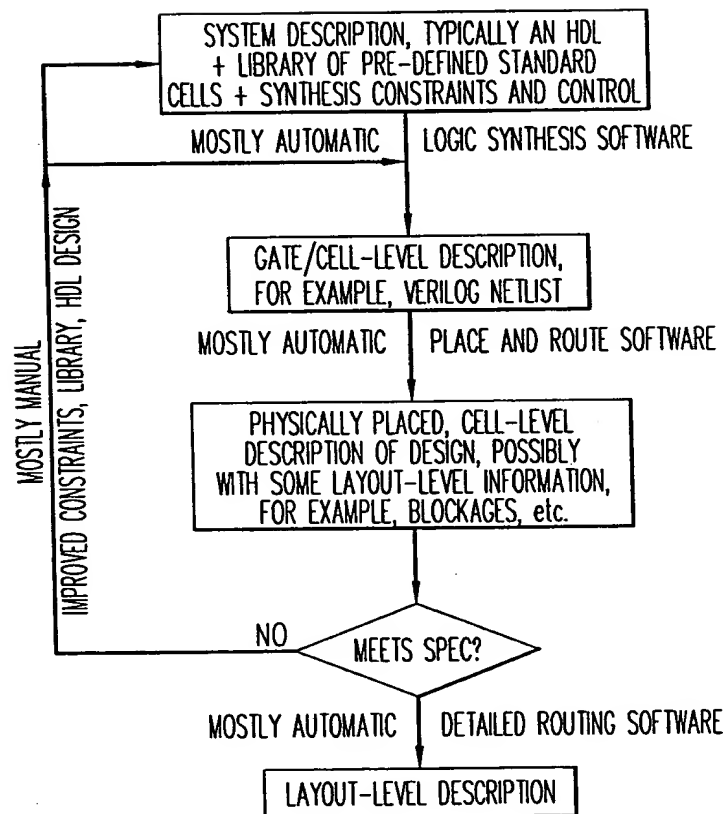 SYSTEM DESCRIPTION, TYPICALLY AN HDL
+ LIBRARY OF PRE-DEFINED STANDARD
CELLS + SYNTHESIS CONSTRAINTS AND CONTROL
MOSTLY AUTOMATIC
LOGIC SYNTHESIS SOFTWARE
GATE/CELL-LEVEL DESCRIPTION,
FOR EXAMPLE, VERILOG NETLIST
MOSTLY AUTOMATIC
PLACE AND ROUTE SOFTWARE
PHYSICALLY PLACED, CELL-LEVEL
DESCRIPTION OF DESIGN, POSSIBLY
WITH SOME LAYOUT-LEVEL INFORMATION,
FOR EXAMPLE, BLOCKAGES, etc.
MOSTLY MANUAL
IMPROVED CONSTRAINTS, LIBRARY, HDL DESIGN
NO
MEETS SPEC?
MOSTLY AUTOMATIC
DETAILED ROUTING SOFTWARE
LAYOUT-LEVEL DESCRIPTION